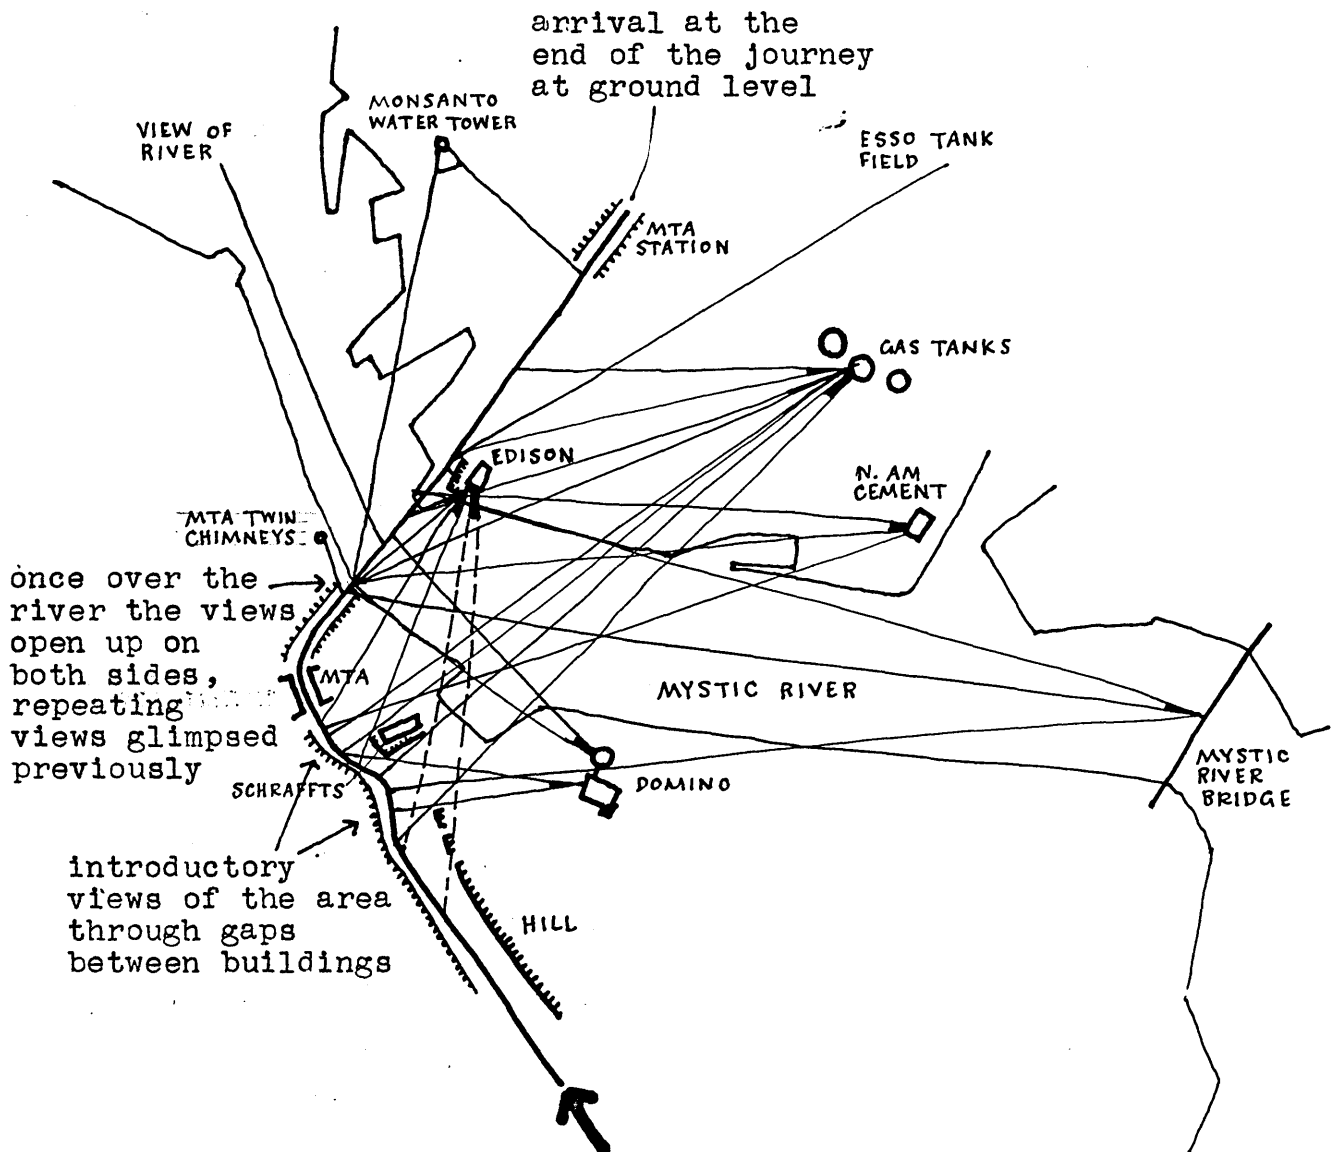 arrival at the
end of the journey
at ground level
MONSANTO
WATER TOWER
VIEW OF
RIVER
ESSO TANK
FIELD
MTA
STATION
GAS TANKS
EDISON
N. AM
CEMENT
MTA TWIN
CHIMNEYS
once over the
river the views
open up on
both sides,
repeating
views glimpsed
previously
MTA
MYSTIC RIVER
SCHRAFFTS
DOMINO
MYSTIC
RIVER
BRIDGE
introductory
views of the area
through gaps
between buildings
HILL